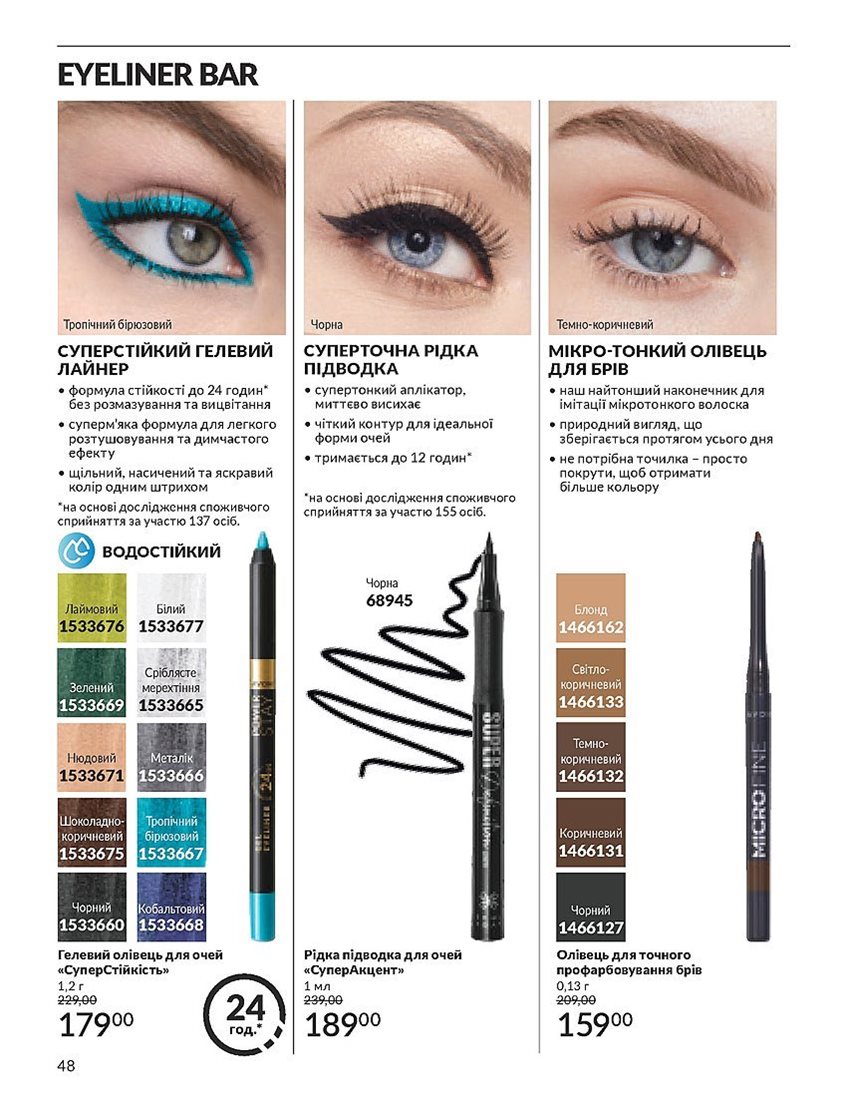 EYELINER BAR
Тропічний бірюзовий
СУПЕРСТІЙКИЙ ГЕЛЕВИЙ
ЛАЙНЕР
• формула стійкості до 24 годин*
без розмазування та вицвітання
• суперм'яка формула для легкого
розтушовування та димчастого
ефекту
• щільний, насичений та яскравий
колір одним штрихом
*на основі дослідження споживчого
сприйняття за участю 137 осіб.
ВОДОСТІЙКИЙ
Лаймовий
1533676
Білий
1533677
Зелений
1533669
Сріблясте
мерехтіння
1533665
Нюдовий
1533671
Металік
1533666
Шоколадно-
коричневий
1533675
Тропічний
бірюзовий
1533667
Чорний
1533660
Кобальтовий
1533668
POWER
STAY
24H
GEL
EYELINER
Гелевий олівець для очей
«СуперСтійкість»
1,2 г
229,00
17900
24
год.*
Чорна
СУПЕРТОЧНА РІДКА
ПІДВОДКА
• супертонкий аплікатор,
миттєво висихає
• чіткий контур для ідеальної
форми очей
• тримається до 12 годин*
*на основі дослідження споживчого
сприйняття за участю 155 осіб.
Чорна
68945
SUPER
Рідка підводка для очей
«СуперАкцент»
1 мл
239,00
18900
Темно-коричневий
МІКРО-ТОНКИЙ ОЛІВЕЦЬ
ДЛЯ БРІВ
• наш найтонший наконечник для
імітації мікротонкого волоска
• природний вигляд, що
зберігається протягом усього дня
• не потрібна точилка – просто
покрути, щоб отримати
більше кольору
Блонд
1466162
Світло-
коричневий
1466133
Темно-
коричневий
1466132
Коричневий
1466131
Чорний
1466127
MICROFINE
Олівець для точного
профарбовування брів
0,13 г
209,00
15900
48